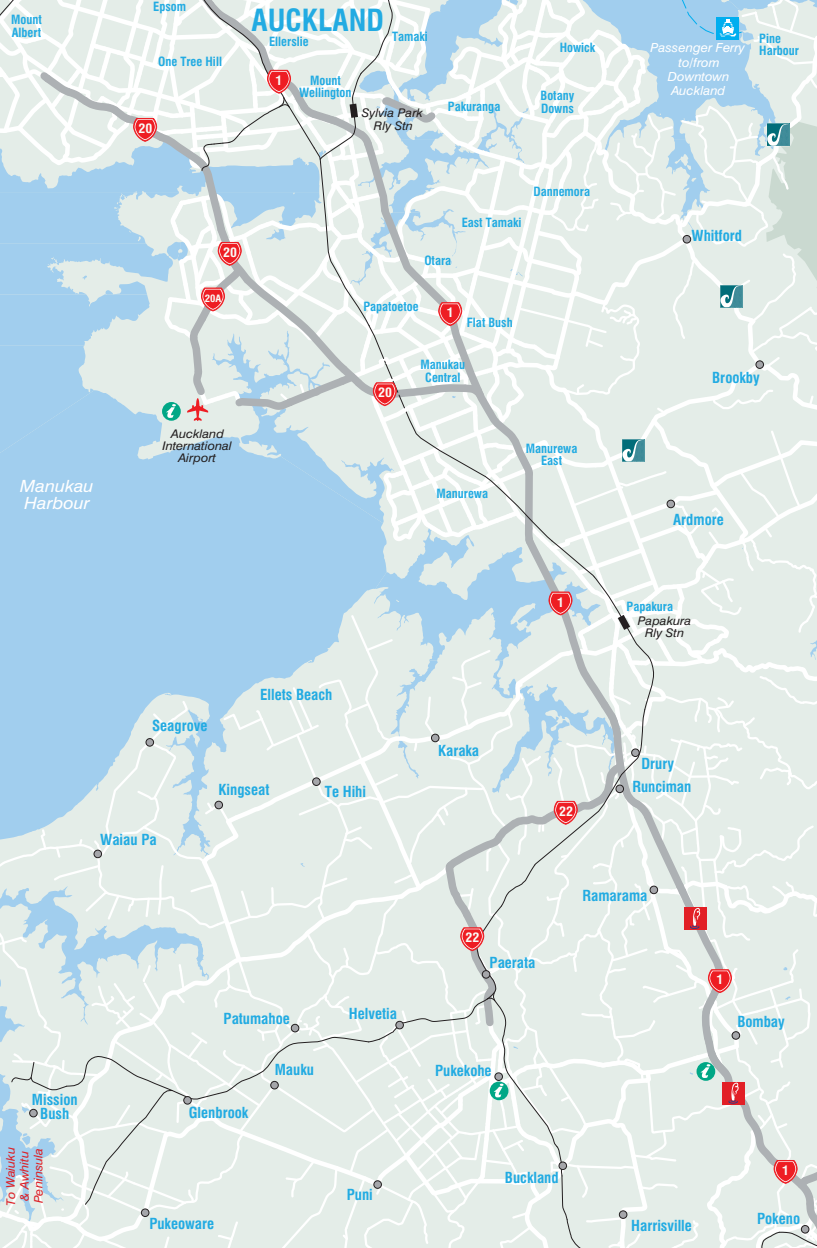 AUCKLAND
Epsom
Mount
Albert
Ellerslie
Tamaki
Howick
Passenger Ferry
to/from
Downtown
Auckland
Pine
Harbour
One Tree Hill
1
Mount
Wellington
Botany
Downs
Pakuranga
Sylvia Park
Rly Stn
20
Dannemora
East Tamaki
Whitford
20
Otara
20A
Papatoetoe
1
Flat Bush
Manukau
Central
Brookby
20
i
Auckland
International
Airport
Manurewa
East
Manukau
Harbour
Manurewa
Ardmore
1
Papakura
Papakura
Rly Stn
Ellets Beach
Seagrove
Karaka
Drury
Kingseat
Te Hihi
Runciman
22
Waiau Pa
Ramarama
22
Paerata
1
Patumahoe
Helvetia
Bombay
Mauku
Pukekohe
i
i
Mission
Bush
Glenbrook
To Waiuku
& Awhitu
Peninsula
Buckland
1
Puni
Pukeoware
Harrisville
Pokeno